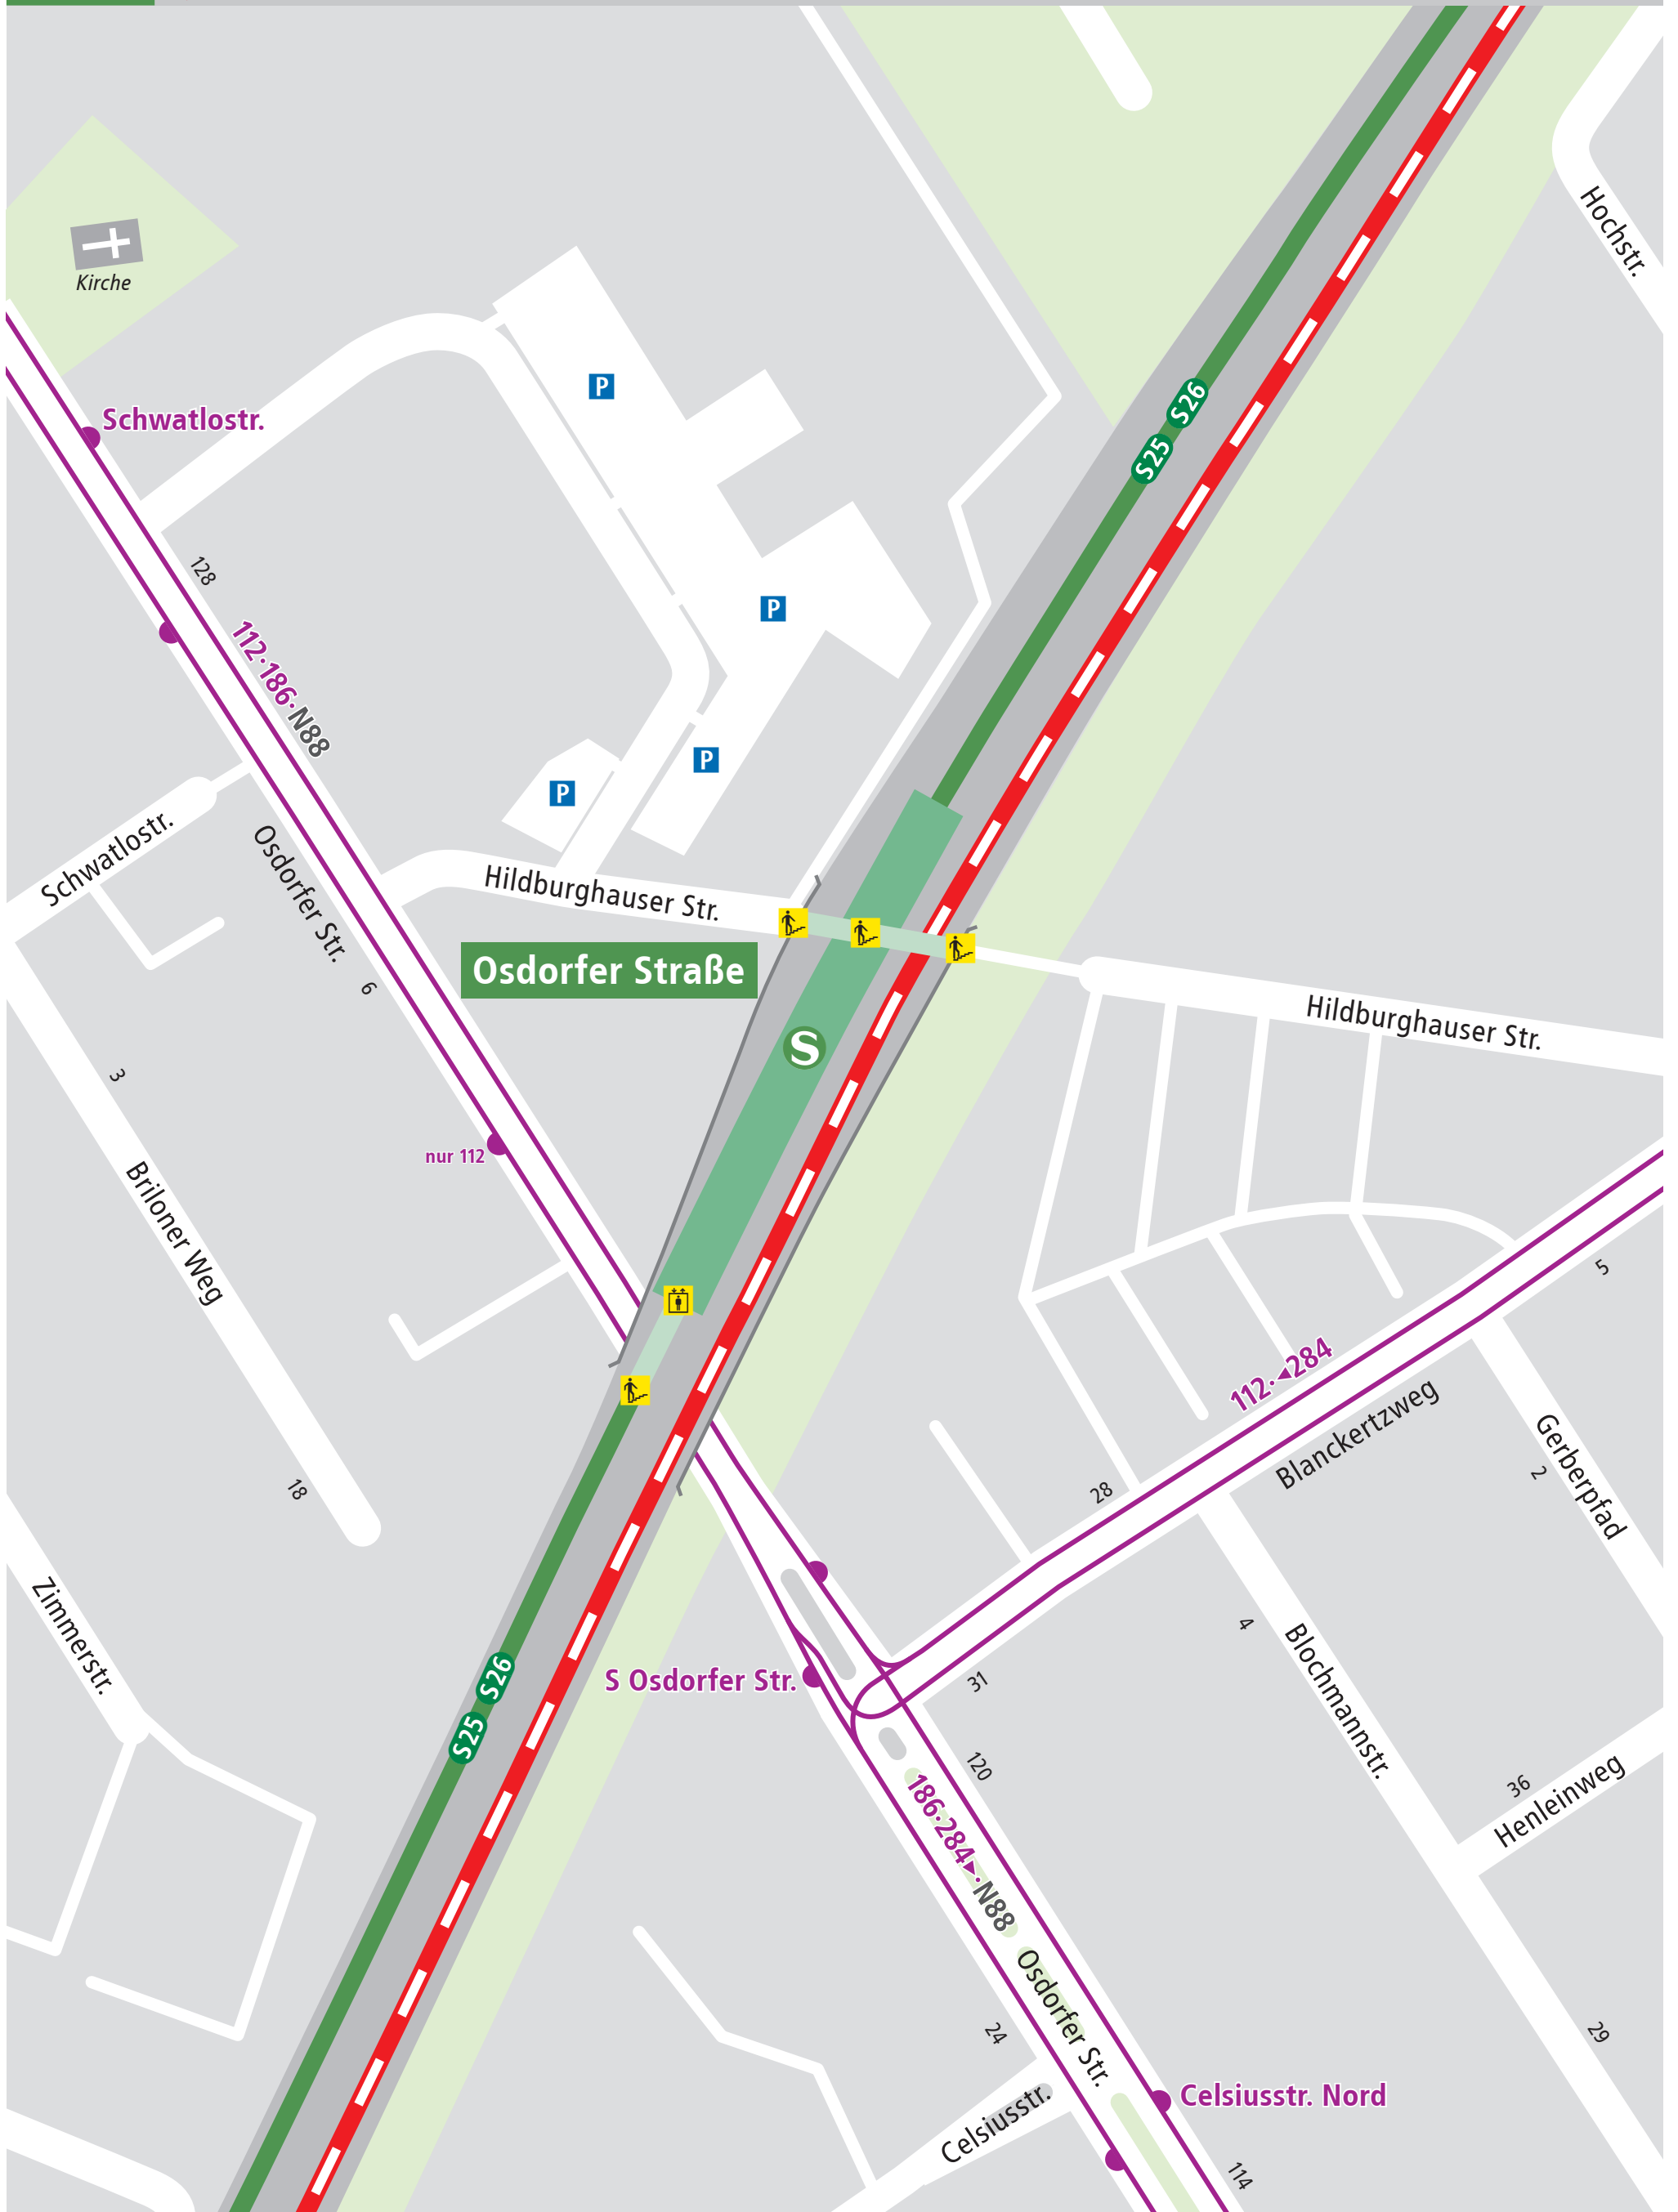 Hochstr.
Kirche
P
S26
S25
Schwatlostr.
128
P
112·186·N88
P
P
Schwatlostr.
Osdorfer Str.
Hildburghauser Str.
Osdorfer Straße
6
Hildburghauser Str.
S
3
nur 112
Briloner Weg
5
112·◄284
Blanckertzweg
Gerberpfad
2
28
18
Zimmerstr.
4
S26
S25
S Osdorfer Str.
31
Blochmannstr.
120
36
Henleinweg
186·284►·N88
Osdorfer Str.
24
29
Celsiusstr. Nord
Celsiusstr.
114